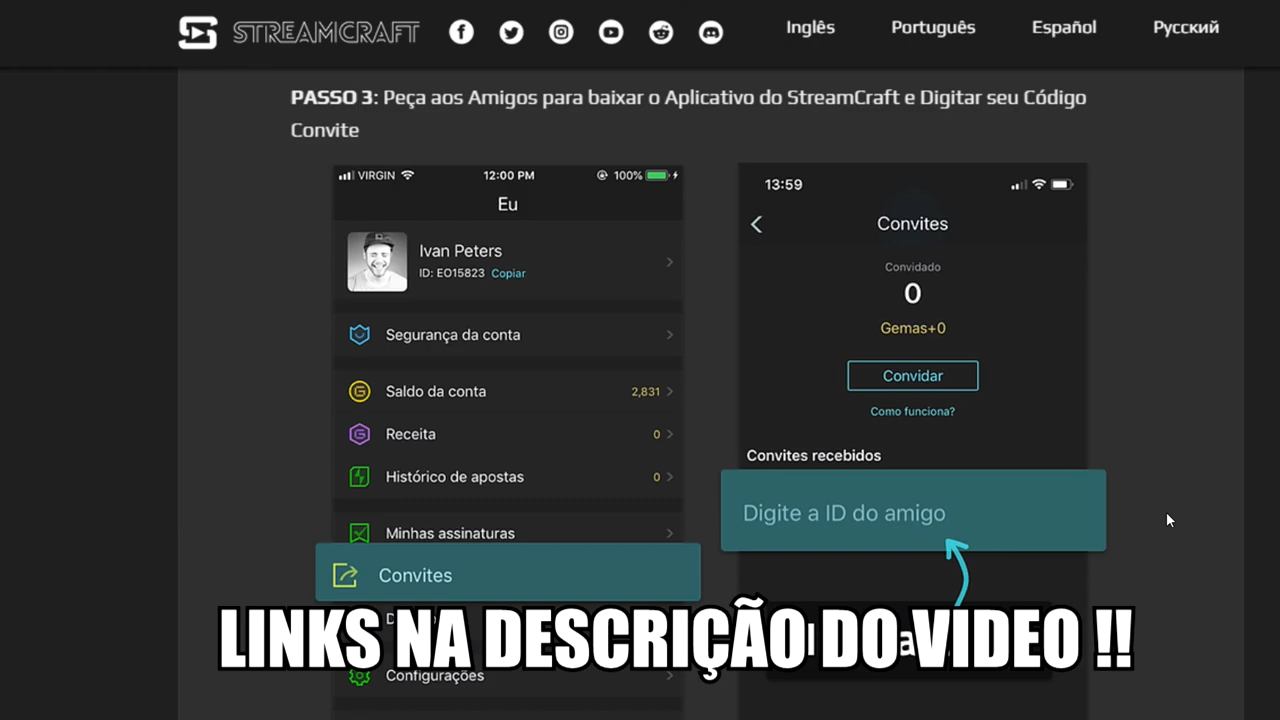 STREAMCRAFT
Inglês Português Español Русский
PASSO 3: Peça aos Amigos para baixar o Aplicativo do StreamCraft e Digitar seu Código
Convite
VIRGIN 12:00 PM 100%
Eu
Ivan Peters
ID: EO15823 Copiar
Segurança da conta
Saldo da conta 2,831
Receita 0
Histórico de apostas 0
Minhas assinaturas
Convites
Configurações
13:59
Convites
Convidado
0
Gemas+0
Convidar
Como funciona?
Convites recebidos
Digite a ID do amigo
LINKS NA DESCRIÇÃO DO VIDEO !!